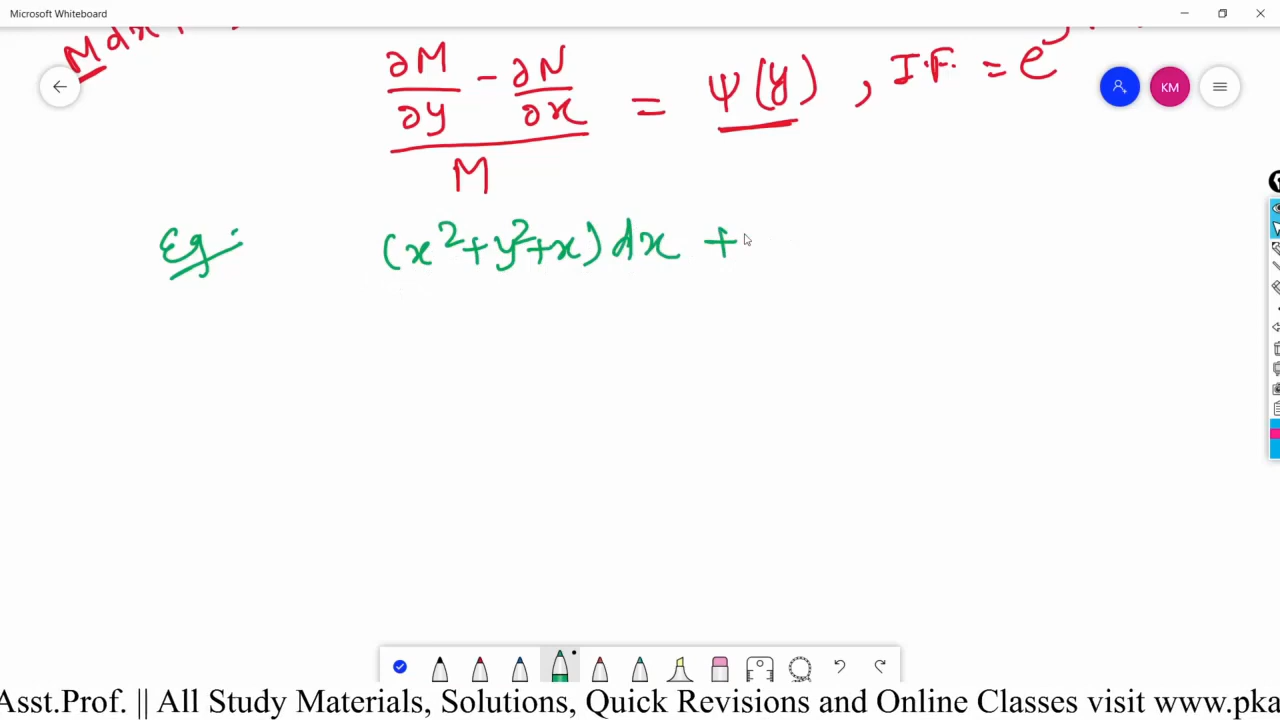 Microsoft Whiteboard
M dx
∂M/∂y - ∂N/∂x
M
= ψ(y) , I.F. = e^∫
KM
Eg: (x²+y²+x) dx +
Asst.Prof. || All Study Materials, Solutions, Quick Revisions and Online Classes visit www.pka